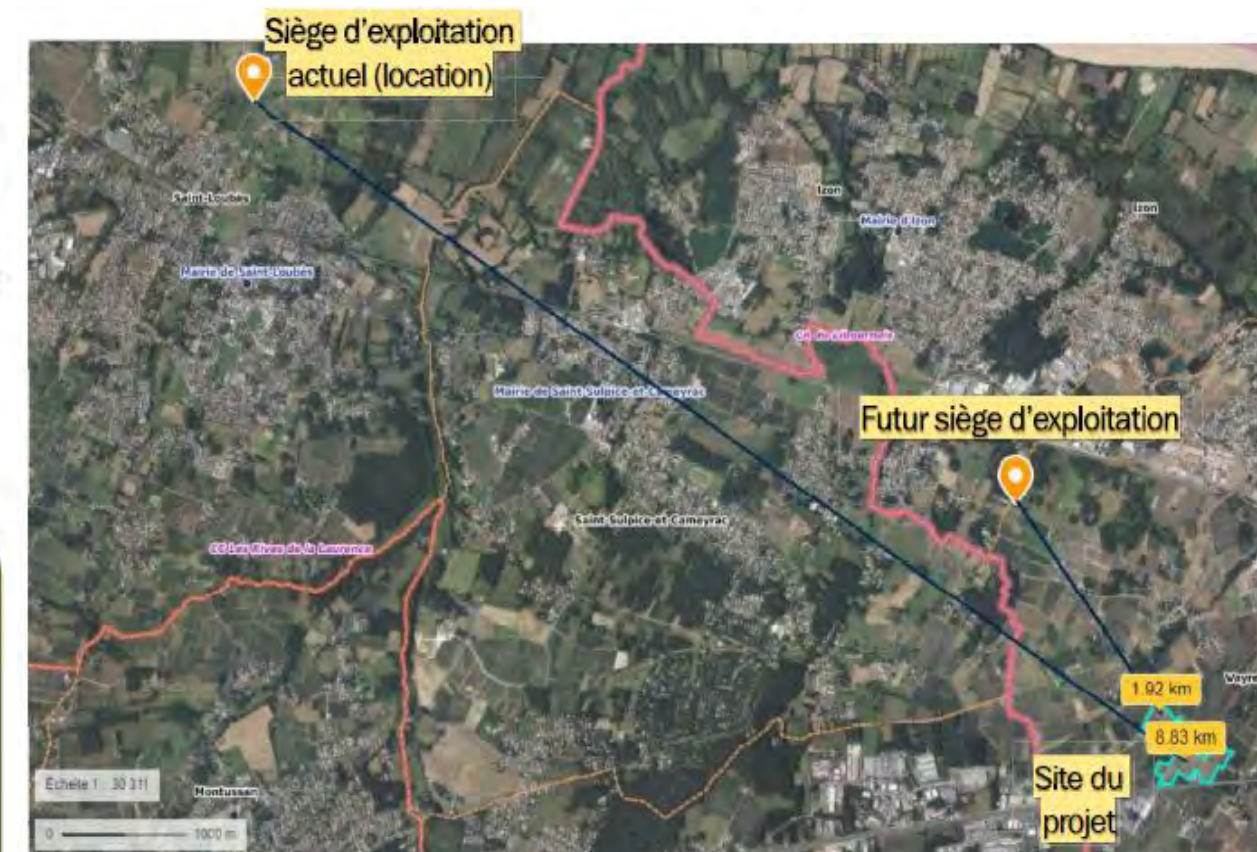 Siège d'exploitation
actuel (location)
Saint-Loubès
Izon
Izon
Mairie d'Izon
Mairie de Saint-Loubès
Mairie de Saint-Sulpice-et-Cameyrac
Futur siège d'exploitation
Saint-Sulpice-et-Cameyrac
CC Les Rives de la Laurence
1.92 km
8.83 km
Site du
projet
Échelle 1 : 30 311
Montussan
0
1000 m